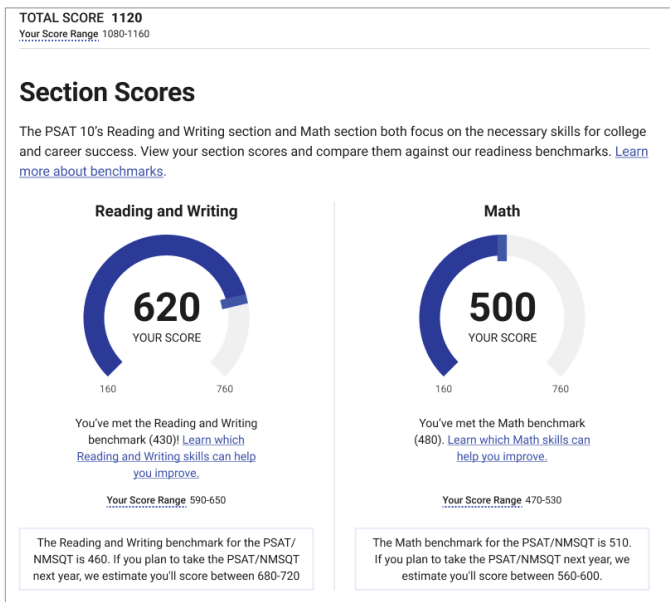 TOTAL SCORE 1120
Your Score Range 1080-1160
Section Scores
The PSAT 10's Reading and Writing section and Math section both focus on the necessary skills for college
and career success. View your section scores and compare them against our readiness benchmarks. Learn
more about benchmarks.
Reading and Writing
620
YOUR SCORE
160
760
You've met the Reading and Writing
benchmark (430)! Learn which
Reading and Writing skills can help
you improve.
Your Score Range 590-650
The Reading and Writing benchmark for the PSAT/
NMSQT is 460. If you plan to take the PSAT/NMSQT
next year, we estimate you'll score between 680-720
Math
500
YOUR SCORE
160
760
You've met the Math benchmark
(480). Learn which Math skills can
help you improve.
Your Score Range 470-530
The Math benchmark for the PSAT/NMSQT is 510.
If you plan to take the PSAT/NMSQT next year, we
estimate you'll score between 560-600.